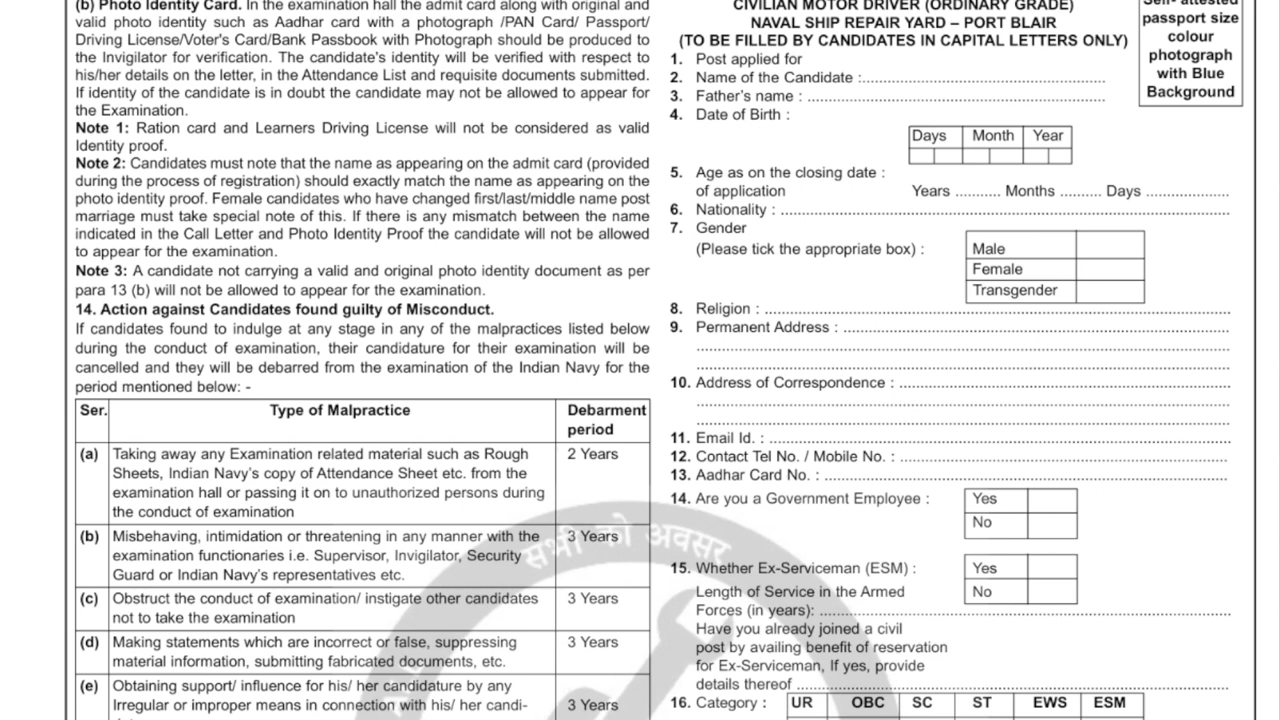 (b) Photo Identity Card. In the examination hall the admit card along with original and
valid photo identity such as Aadhar card with a photograph /PAN Card/ Passport/
Driving License/Voter's Card/Bank Passbook with Photograph should be produced to
the Invigilator for verification. The candidate's identity will be verified with respect to
his/her details on the letter, in the Attendance List and requisite documents submitted.
If identity of the candidate is in doubt the candidate may not be allowed to appear for
the Examination.
Note 1: Ration card and Learners Driving License will not be considered as valid
Identity proof.
Note 2: Candidates must note that the name as appearing on the admit card (provided
during the process of registration) should exactly match the name as appearing on the
photo identity proof. Female candidates who have changed first/last/middle name post
marriage must take special note of this. If there is any mismatch between the name
indicated in the Call Letter and Photo Identity Proof the candidate will not be allowed
to appear for the examination.
Note 3: A candidate not carrying a valid and original photo identity document as per
para 13 (b) will not be allowed to appear for the examination.
14. Action against Candidates found guilty of Misconduct.
If candidates found to indulge at any stage in any of the malpractices listed below
during the conduct of examination, their candidature for their examination will be
cancelled and they will be debarred from the examination of the Indian Navy for the
period mentioned below: -
Ser. Type of Malpractice Debarment
period
(a) Taking away any Examination related material such as Rough 2 Years
Sheets, Indian Navy's copy of Attendance Sheet etc. from the
examination hall or passing it on to unauthorized persons during
the conduct of examination
(b) Misbehaving, intimidation or threatening in any manner with the 3 Years
examination functionaries i.e. Supervisor, Invigilator, Security
Guard or Indian Navy's representatives etc.
(c) Obstruct the conduct of examination/ instigate other candidates 3 Years
not to take the examination
(d) Making statements which are incorrect or false, suppressing 3 Years
material information, submitting fabricated documents, etc.
(e) Obtaining support/ influence for his/ her candidature by any
Irregular or improper means in connection with his/ her candi- 3 Years
सभी को अवसर
CIVILIAN MOTOR DRIVER (ORDINARY GRADE)
NAVAL SHIP REPAIR YARD – PORT BLAIR
(TO BE FILLED BY CANDIDATES IN CAPITAL LETTERS ONLY)
Self- attested
passport size
colour
photograph
with Blue
Background
1. Post applied for
2. Name of the Candidate :
3. Father's name :
4. Date of Birth :
Days Month Year
5. Age as on the closing date :
of application Years .......... Months ......... Days ..................
6. Nationality :
7. Gender
(Please tick the appropriate box) : Male
Female
Transgender
8. Religion :
9. Permanent Address :
10. Address of Correspondence :
11. Email Id. :
12. Contact Tel No. / Mobile No. :
13. Aadhar Card No. :
14. Are you a Government Employee : Yes
No
15. Whether Ex-Serviceman (ESM) : Yes
Length of Service in the Armed No
Forces (in years):
Have you already joined a civil
post by availing benefit of reservation
for Ex-Serviceman, If yes, provide
details thereof
16. Category : UR OBC SC ST EWS ESM